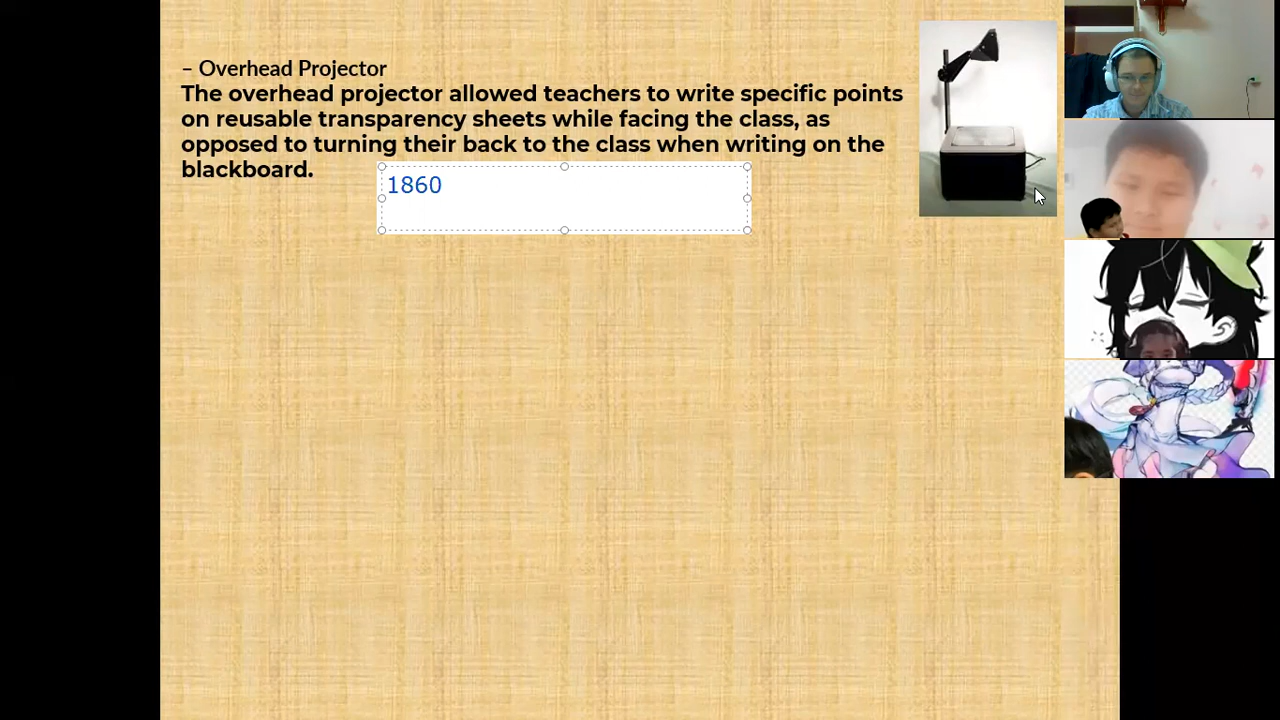 – Overhead Projector
The overhead projector allowed teachers to write specific points
on reusable transparency sheets while facing the class, as
opposed to turning their back to the class when writing on the
blackboard.
1860